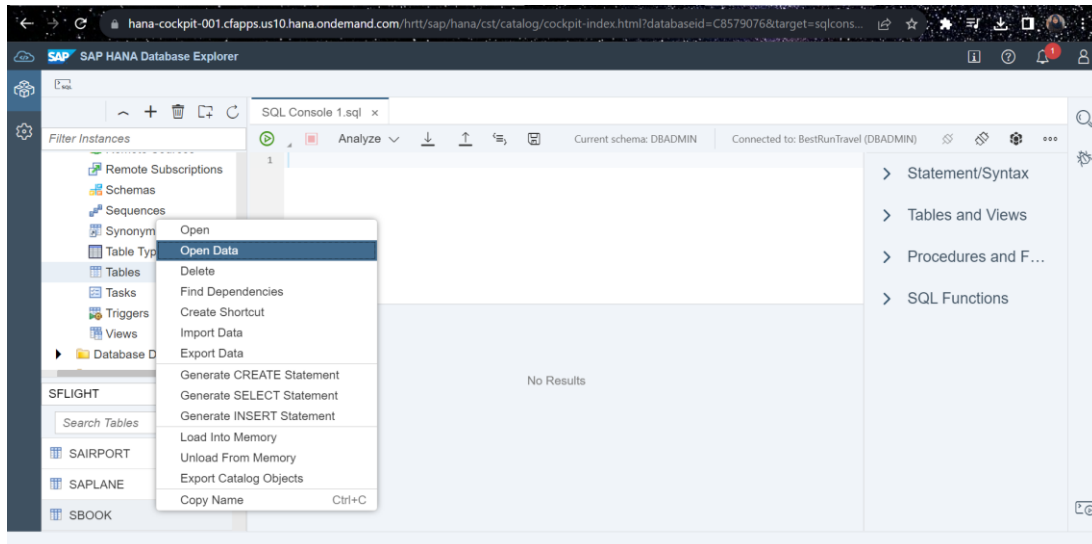 hana-cockpit-001.cfapps.us10.hana.ondemand.com/hrtt/sap/hana/cst/catalog/cockpit-index.html?databaseid=C8579076&target=sqlcons...
SAP SAP HANA Database Explorer
1
SQL
SQL Console 1.sql ×
Filter Instances
Analyze
Current schema: DBADMIN
Connected to: BestRunTravel (DBADMIN)
1
Remote Subscriptions
Schemas
Sequences
Synonym
Table Typ
Tables
Tasks
Triggers
Views
Database D
Open
Open Data
Delete
Find Dependencies
Create Shortcut
Import Data
Export Data
Generate CREATE Statement
Generate SELECT Statement
Generate INSERT Statement
Load Into Memory
Unload From Memory
Export Catalog Objects
Copy Name Ctrl+C
Statement/Syntax
Tables and Views
Procedures and F...
SQL Functions
No Results
SFLIGHT
Search Tables
SAIRPORT
SAPLANE
SBOOK